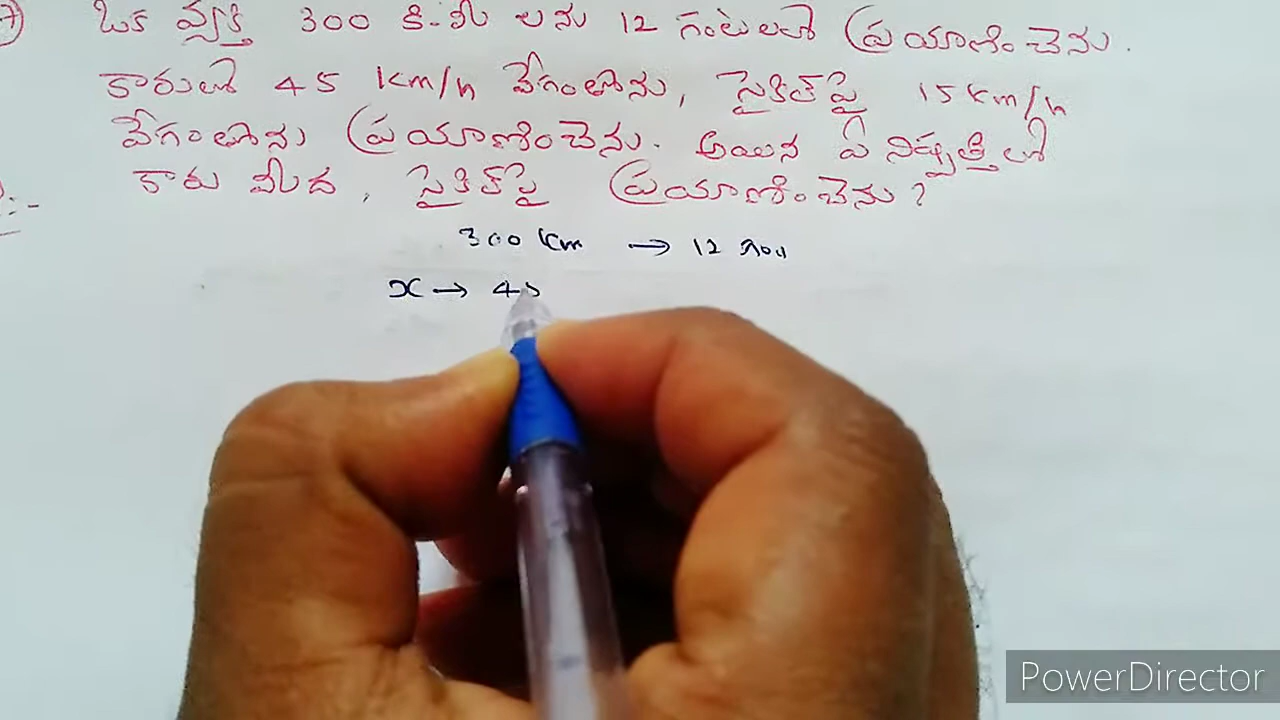 7) ఒక వ్యక్తి 300 కి.మీ లను 12 గంటలలో ప్రయాణించెను.
కారులో 45 km/h వేగంతోను, సైకిల్‌పై 15 km/h
వేగంతోను ప్రయాణించెను. అయిన ఏ నిష్పత్తిలో
కారు మీద, సైకిల్‌పై ప్రయాణించెను?
:-
300 km → 12 గం॥
x → 45
PowerDirector